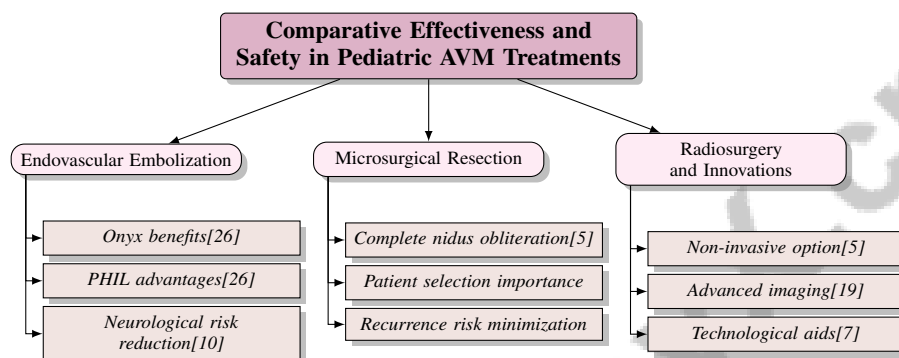 Comparative Effectiveness and
Safety in Pediatric AVM Treatments
Endovascular Embolization
Onyx benefits[26]
PHIL advantages[26]
Neurological risk
reduction[10]
Microsurgical Resection
Complete nidus obliteration[5]
Patient selection importance
Recurrence risk minimization
Radiosurgery
and Innovations
Non-invasive option[5]
Advanced imaging[19]
Technological aids[7]